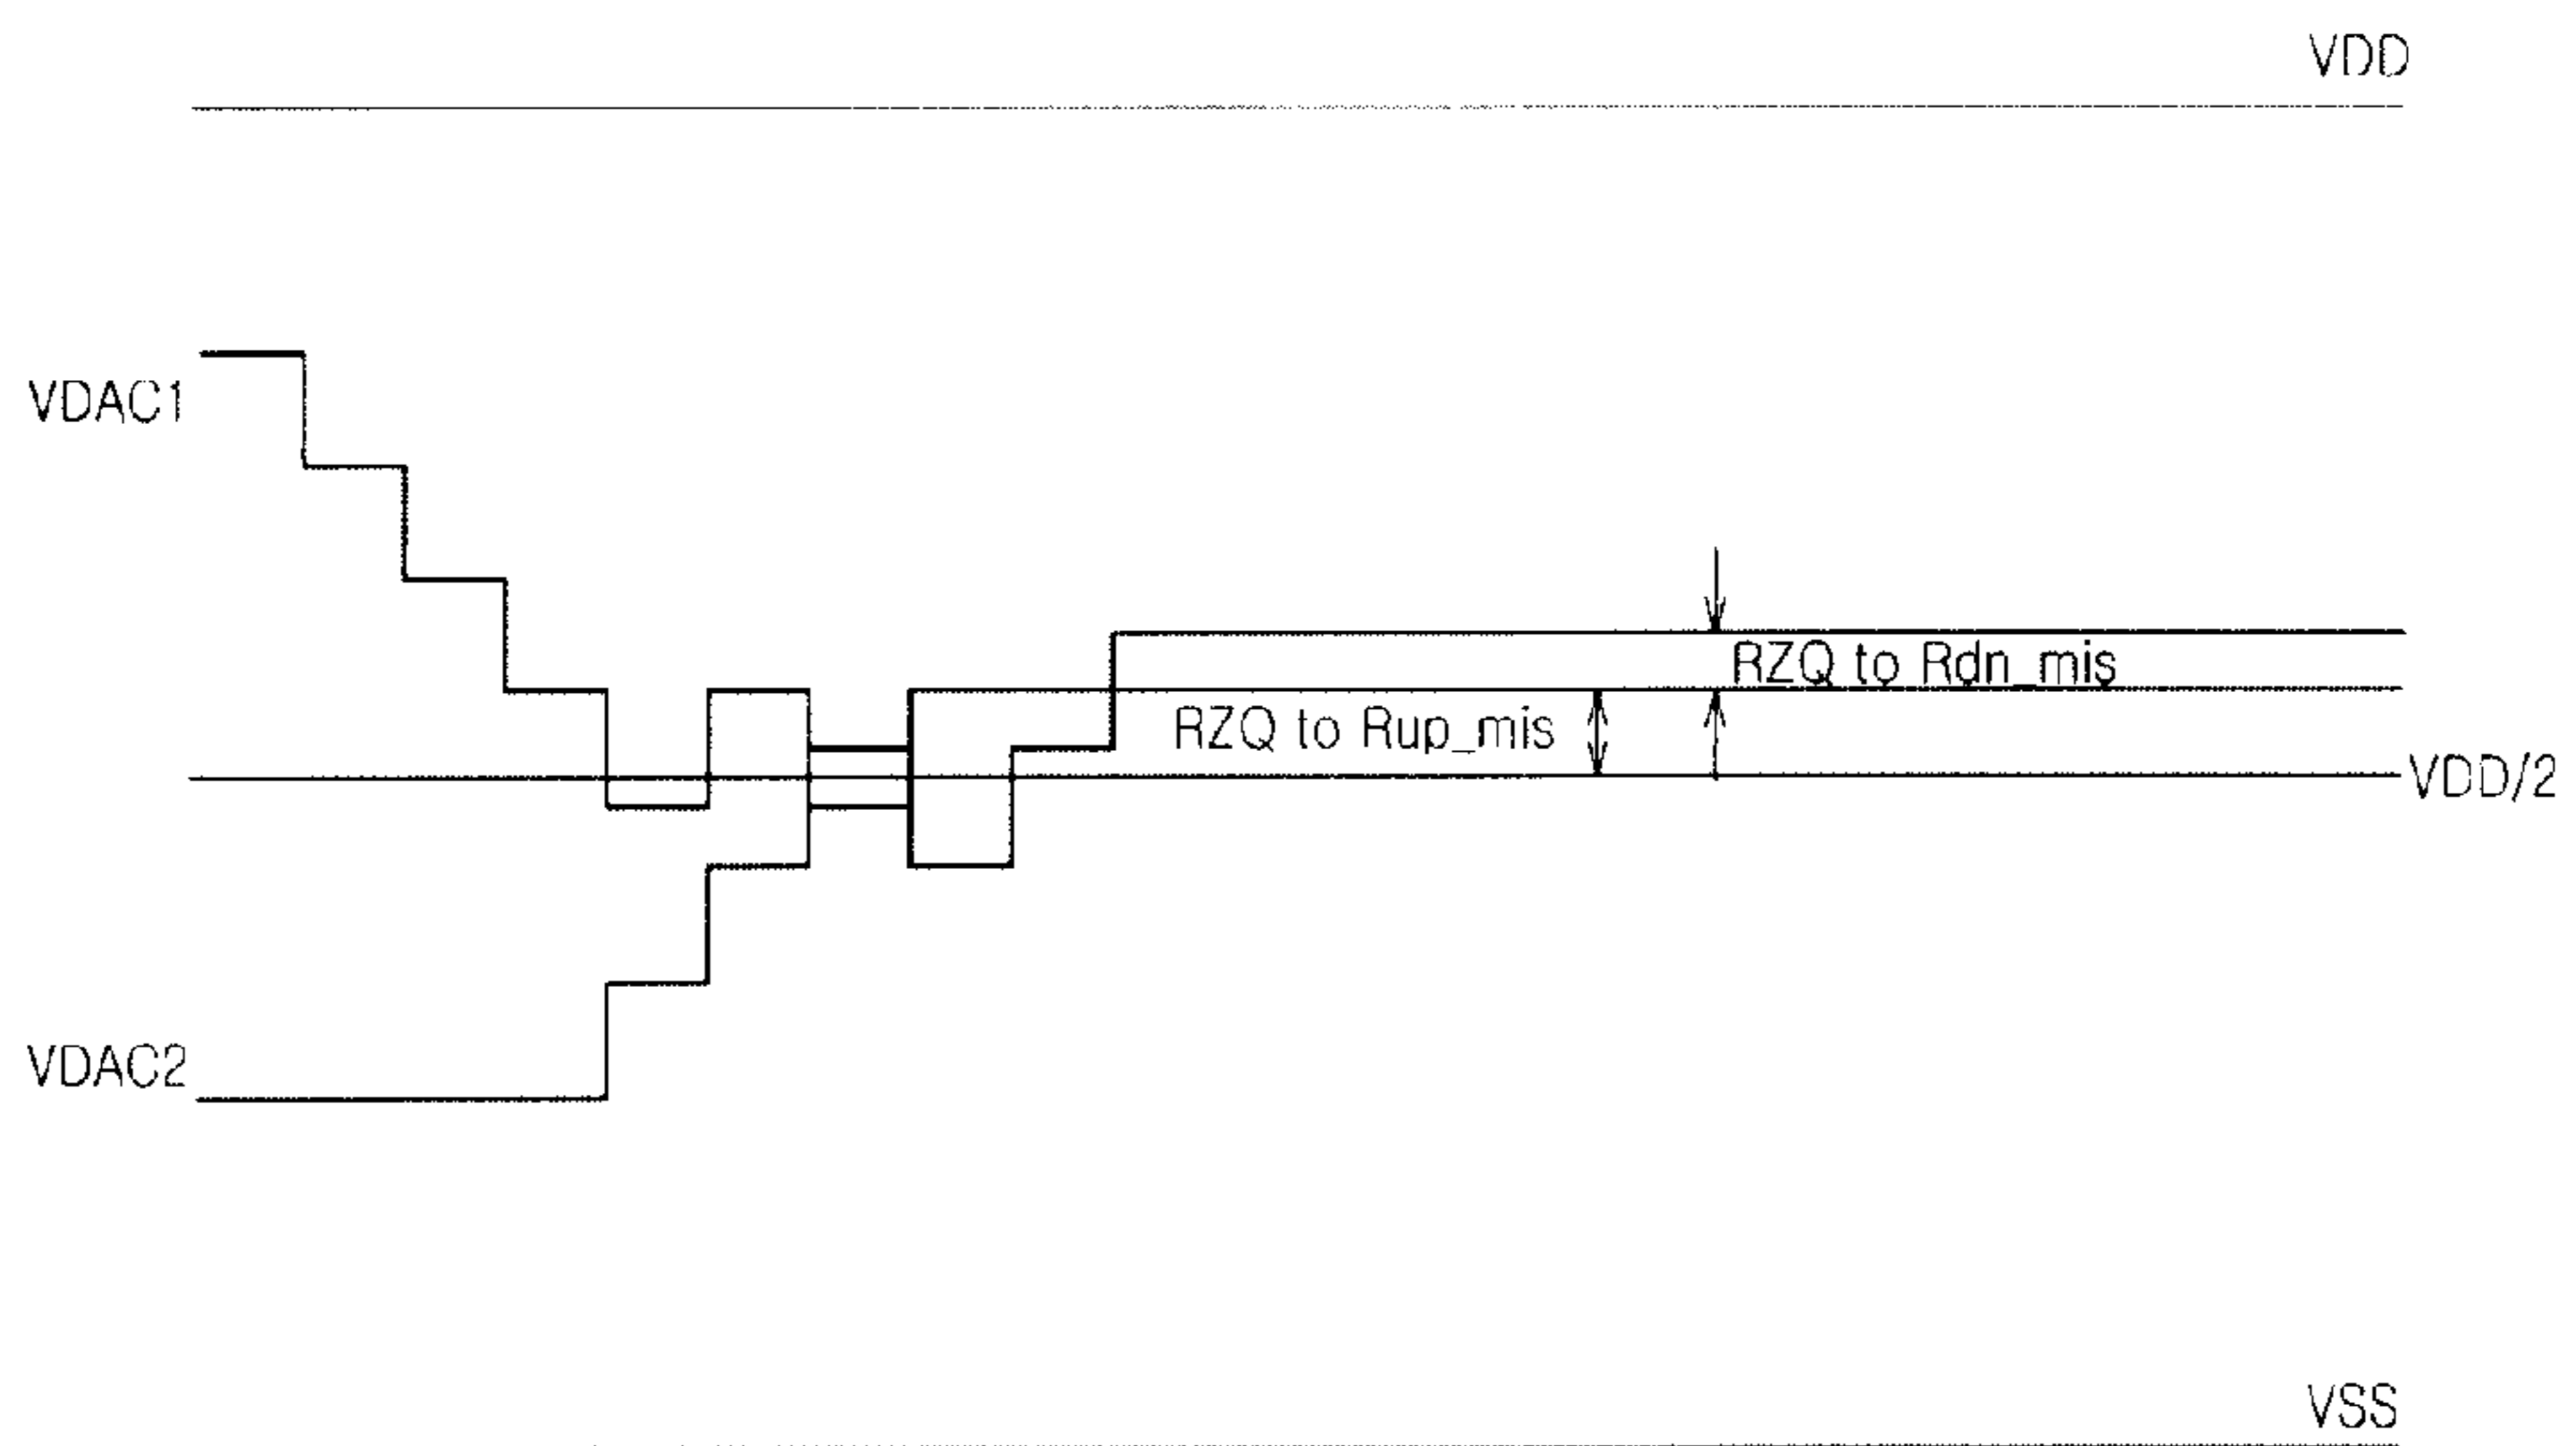 VDD
VDAC1
RZQ to Rdn_mis
RZQ to Rup_mis
VDD/2
VDAC2
VSS